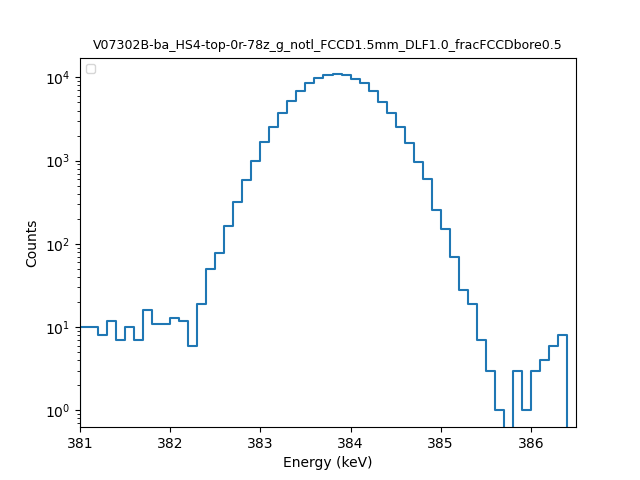 V07302B-ba_HS4-top-0r-78z_g_notl_FCCD1.5mm_DLF1.0_fracFCCDbore0.5
10⁴
10³
10²
10¹
10⁰
Counts
381 382 383 384 385 386
Energy (keV)